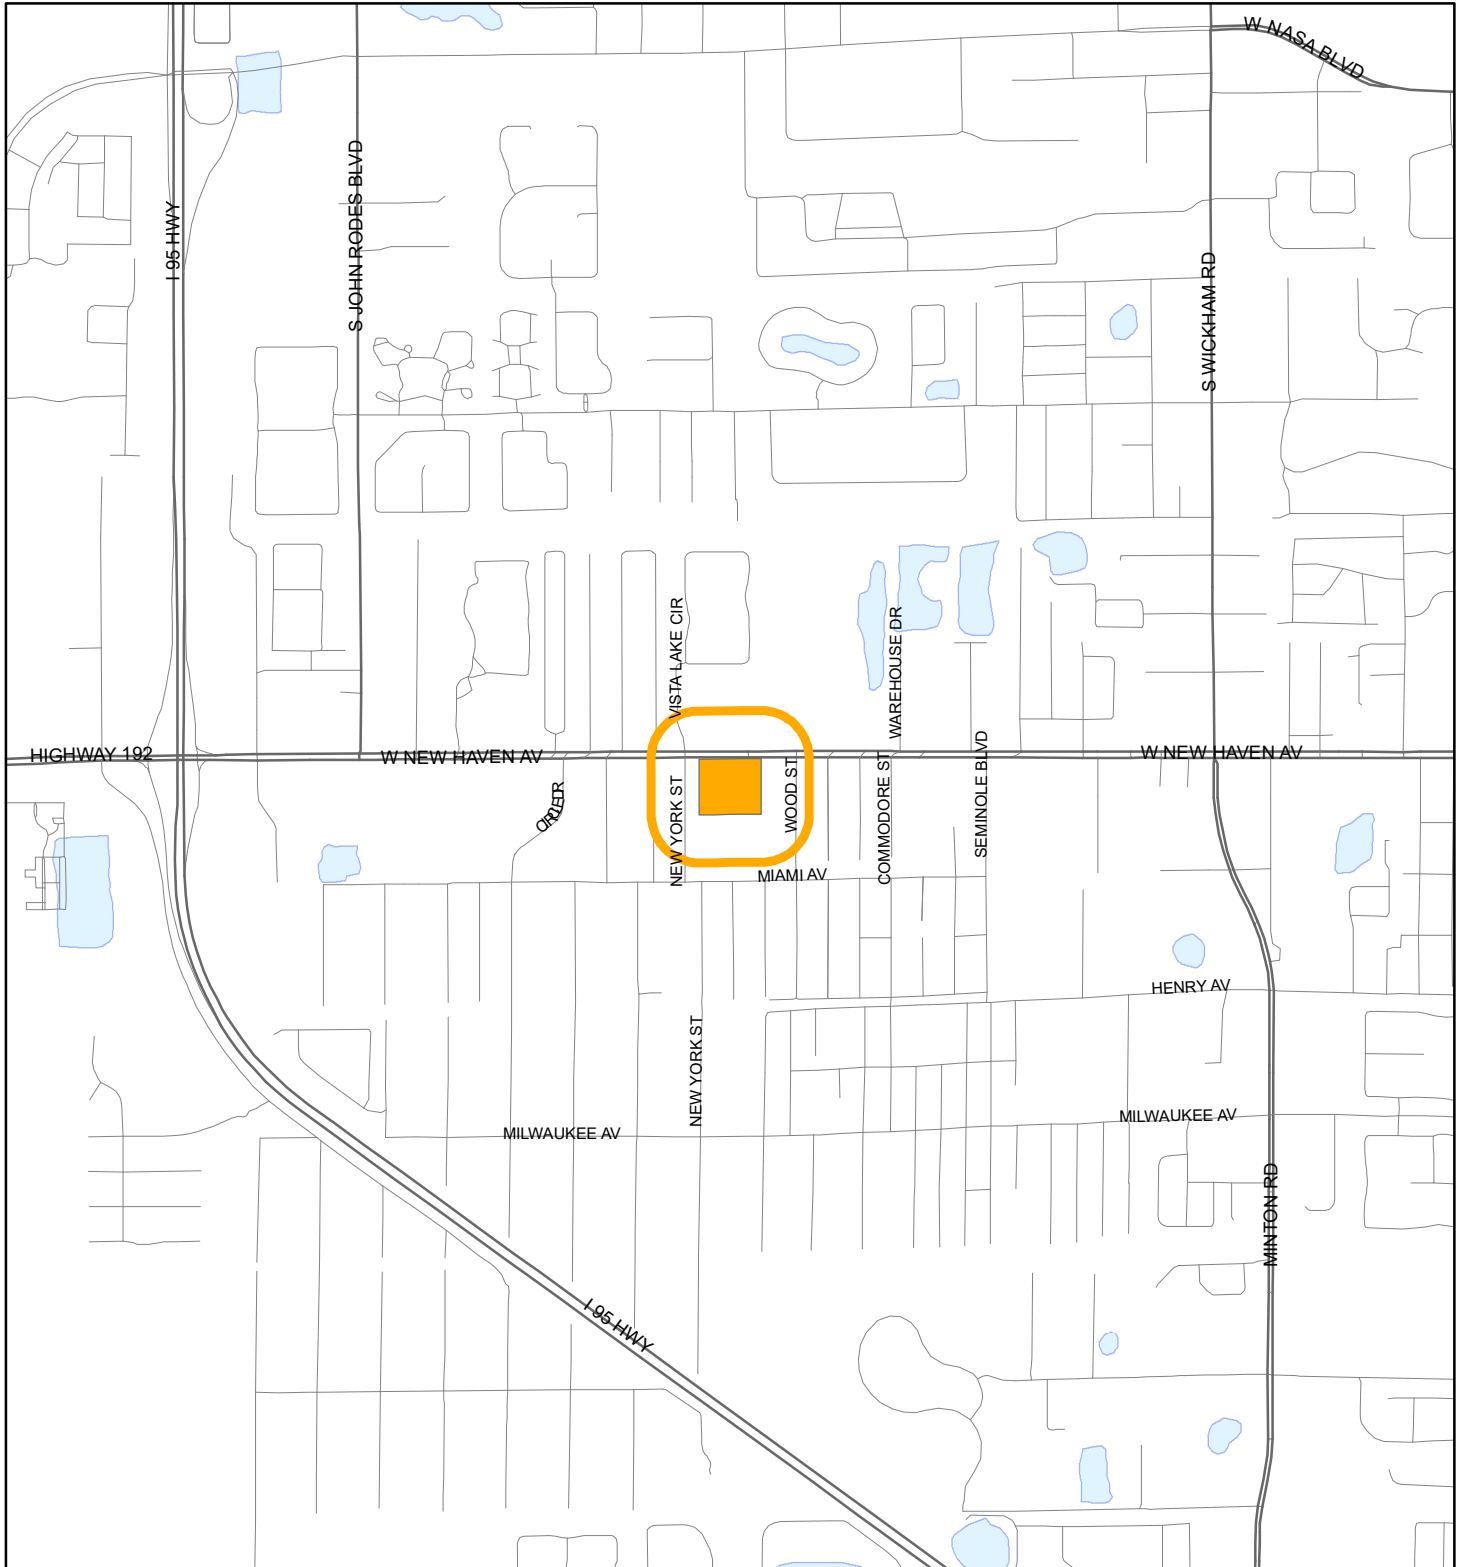 W NASA BLVD
S JOHN RODES BLVD
I 95 HWY
S WICKHAM RD
VISTA LAKE CIR
WAREHOUSE DR
HIGHWAY 192
W NEW HAVEN AV
W NEW HAVEN AV
SEMINOLE BLVD
COMMODORE ST
WOOD ST
NEW YORK ST
MIAMI AV
HENRY AV
NEW YORK ST
MILWAUKEE AV
MILWAUKEE AV
MINTON RD
I 95 HWY